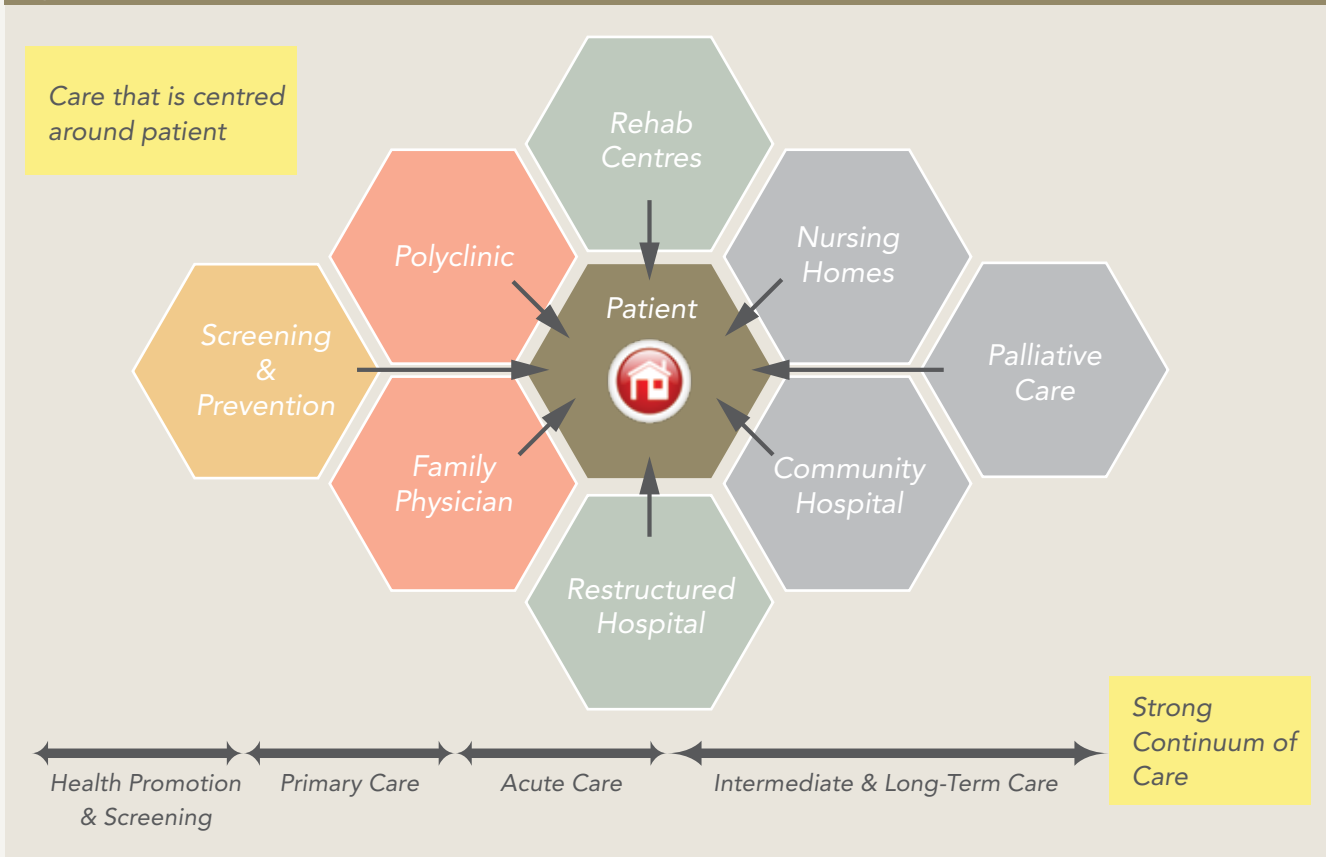 Care that is centred
around patient
Rehab
Centres
Polyclinic
Nursing
Homes
Screening
&
Prevention
Patient
Palliative
Care
Family
Physician
Community
Hospital
Restructured
Hospital
Strong
Continuum of
Care
Health Promotion
& Screening
Primary Care
Acute Care
Intermediate & Long-Term Care